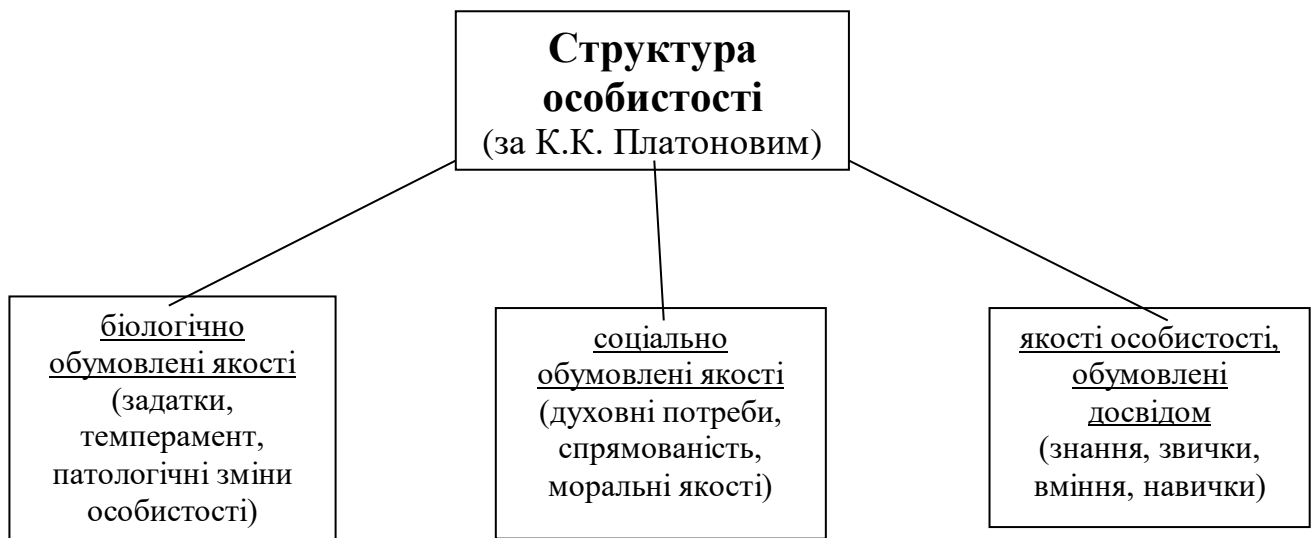 Структура
особистості
(за К.К. Платоновим)
біологічно
обумовлені якості
(задатки,
темперамент,
патологічні зміни
особистості)
соціально
обумовлені якості
(духовні потреби,
спрямованість,
моральні якості)
якості особистості,
обумовлені
досвідом
(знання, звички,
вміння, навички)